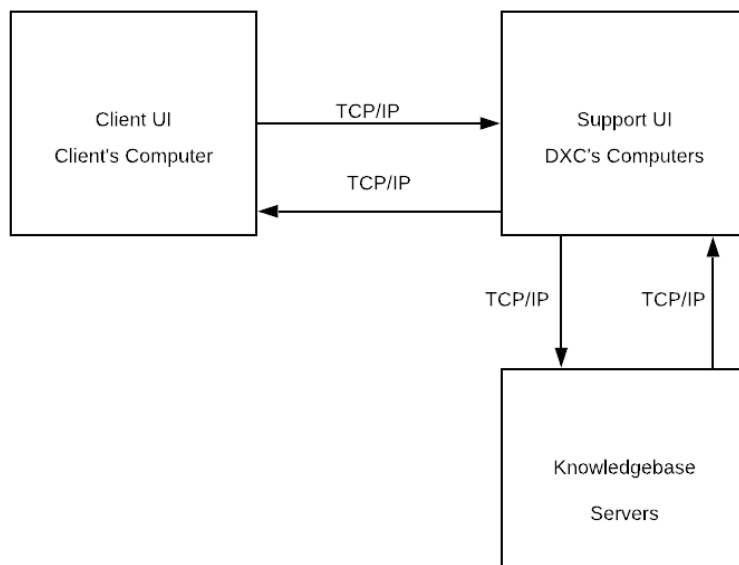 Client UI
Client's Computer
TCP/IP
Support UI
DXC's Computers
TCP/IP
TCP/IP
TCP/IP
Knowledgebase
Servers